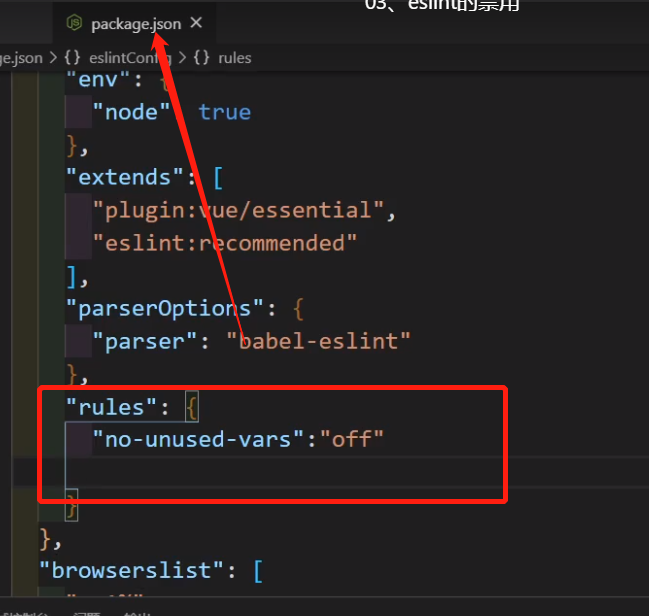 03、eslint的禁用
package.json
ge.json > {} eslintConfig > {} rules
"env": {
"node" true
},
"extends": [
"plugin:vue/essential",
"eslint:recommended"
],
"parserOptions": {
"parser": "babel-eslint"
},
"rules": {
"no-unused-vars":"off"
}
},
"browserslist": [